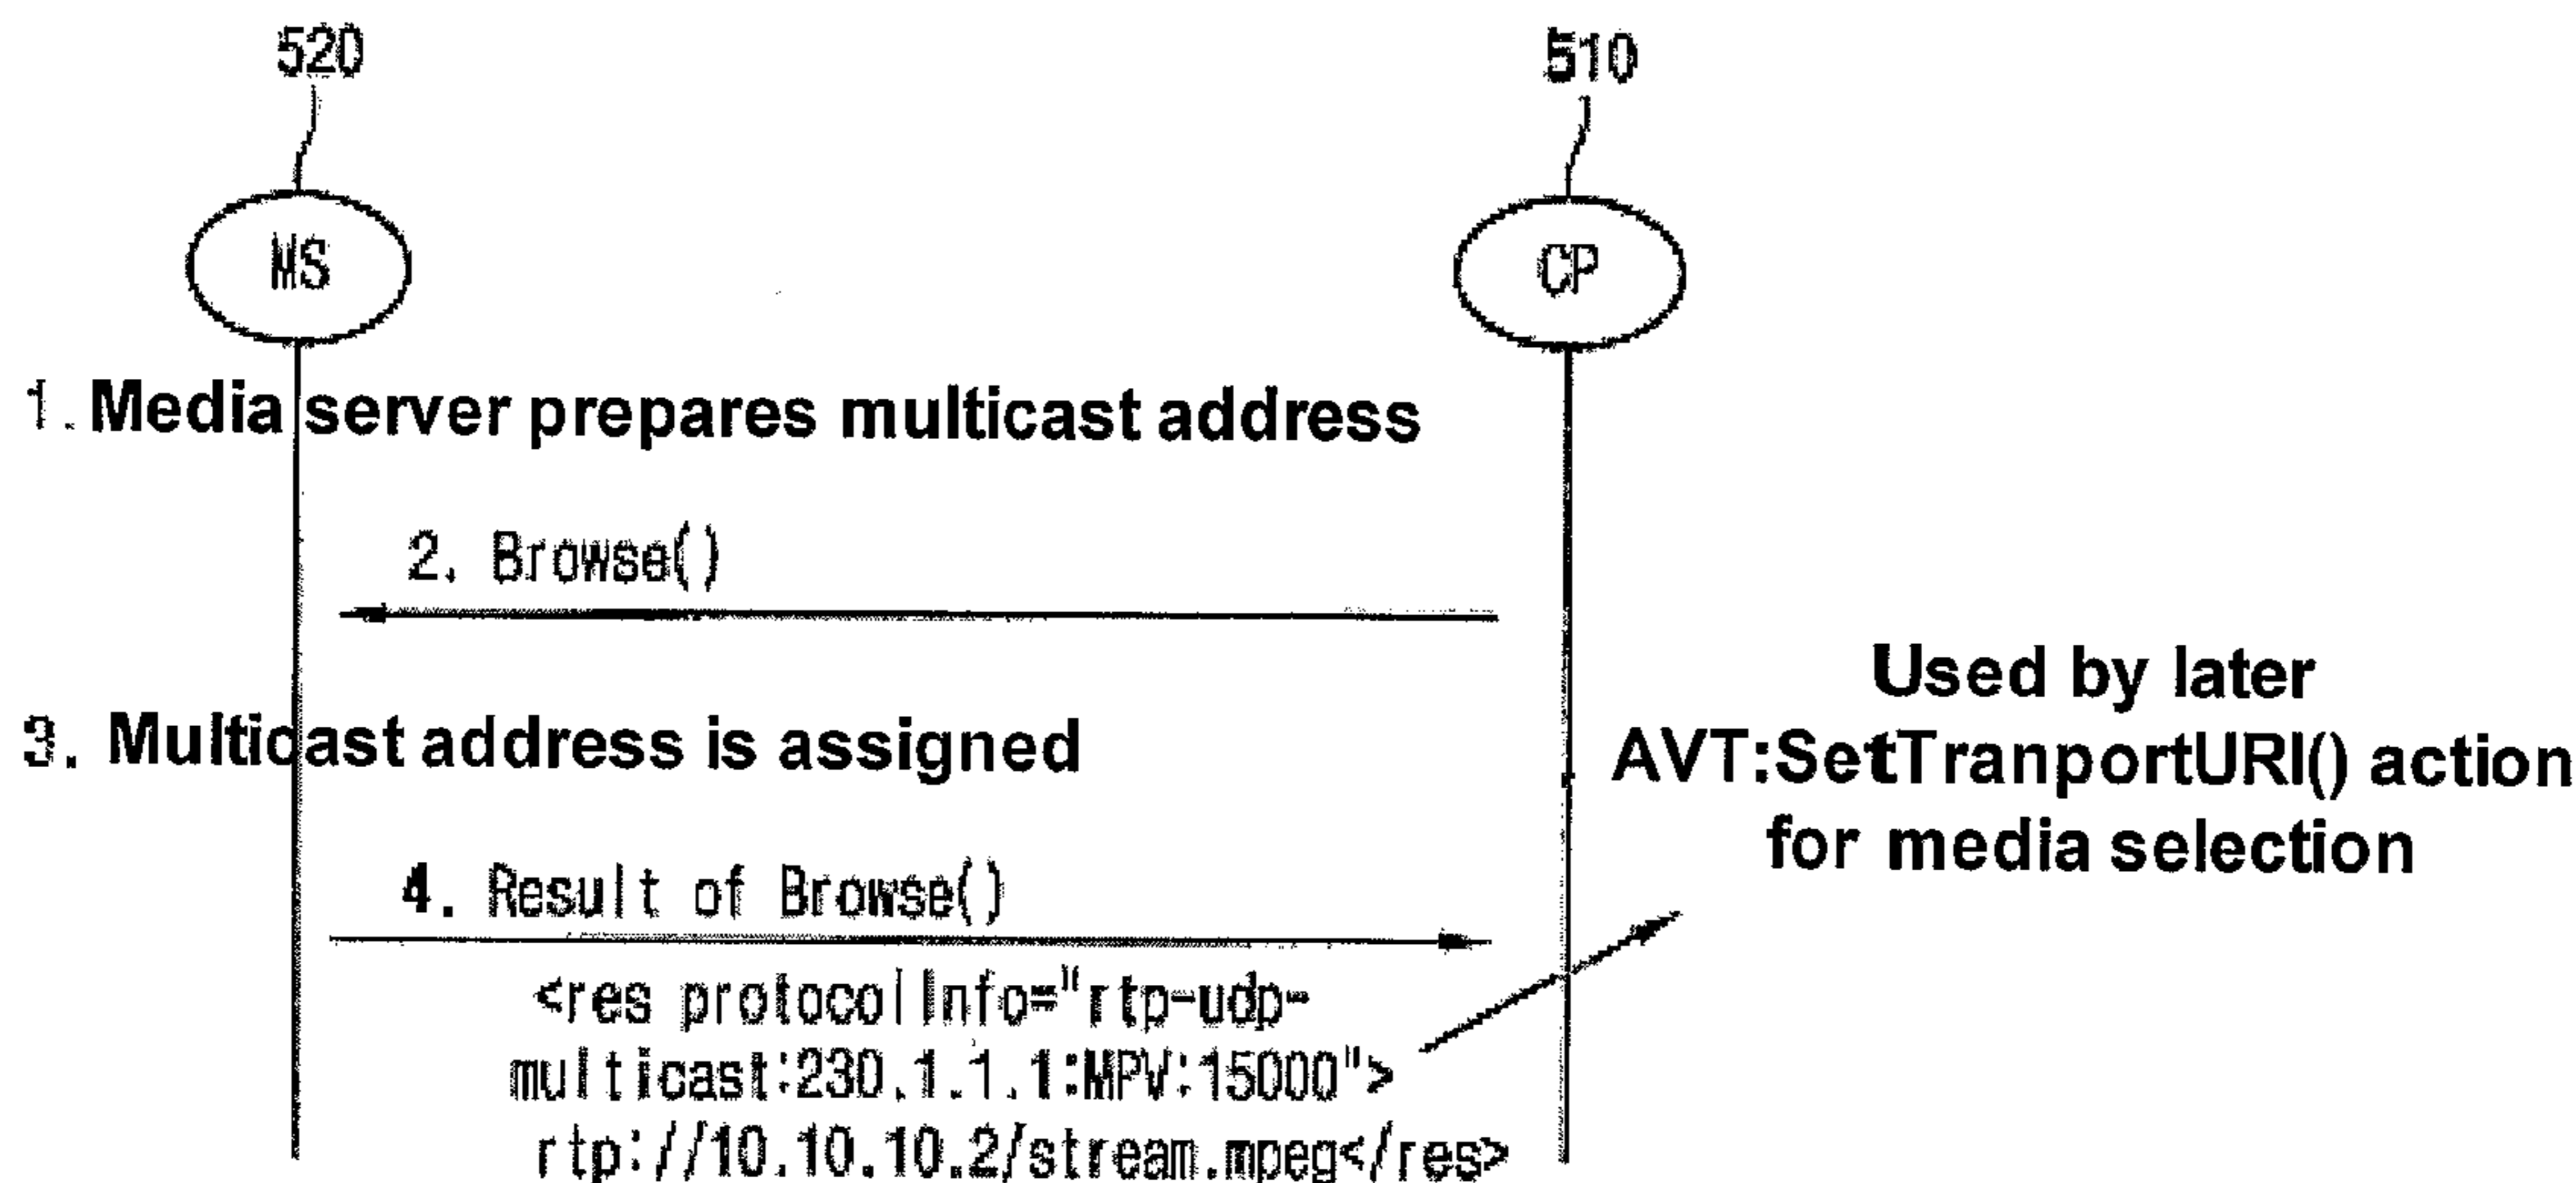 520
510
MS
CP
1. Media server prepares multicast address
2. Browse()
Used by later
AVT:SetTranportURI() action
for media selection
3. Multicast address is assigned
4. Result of Browse()
<res protocolInfo="rtp-udp-
multicast:230.1.1.1:MPV:15000">
rtp://10.10.10.2/stream.mpeg</res>